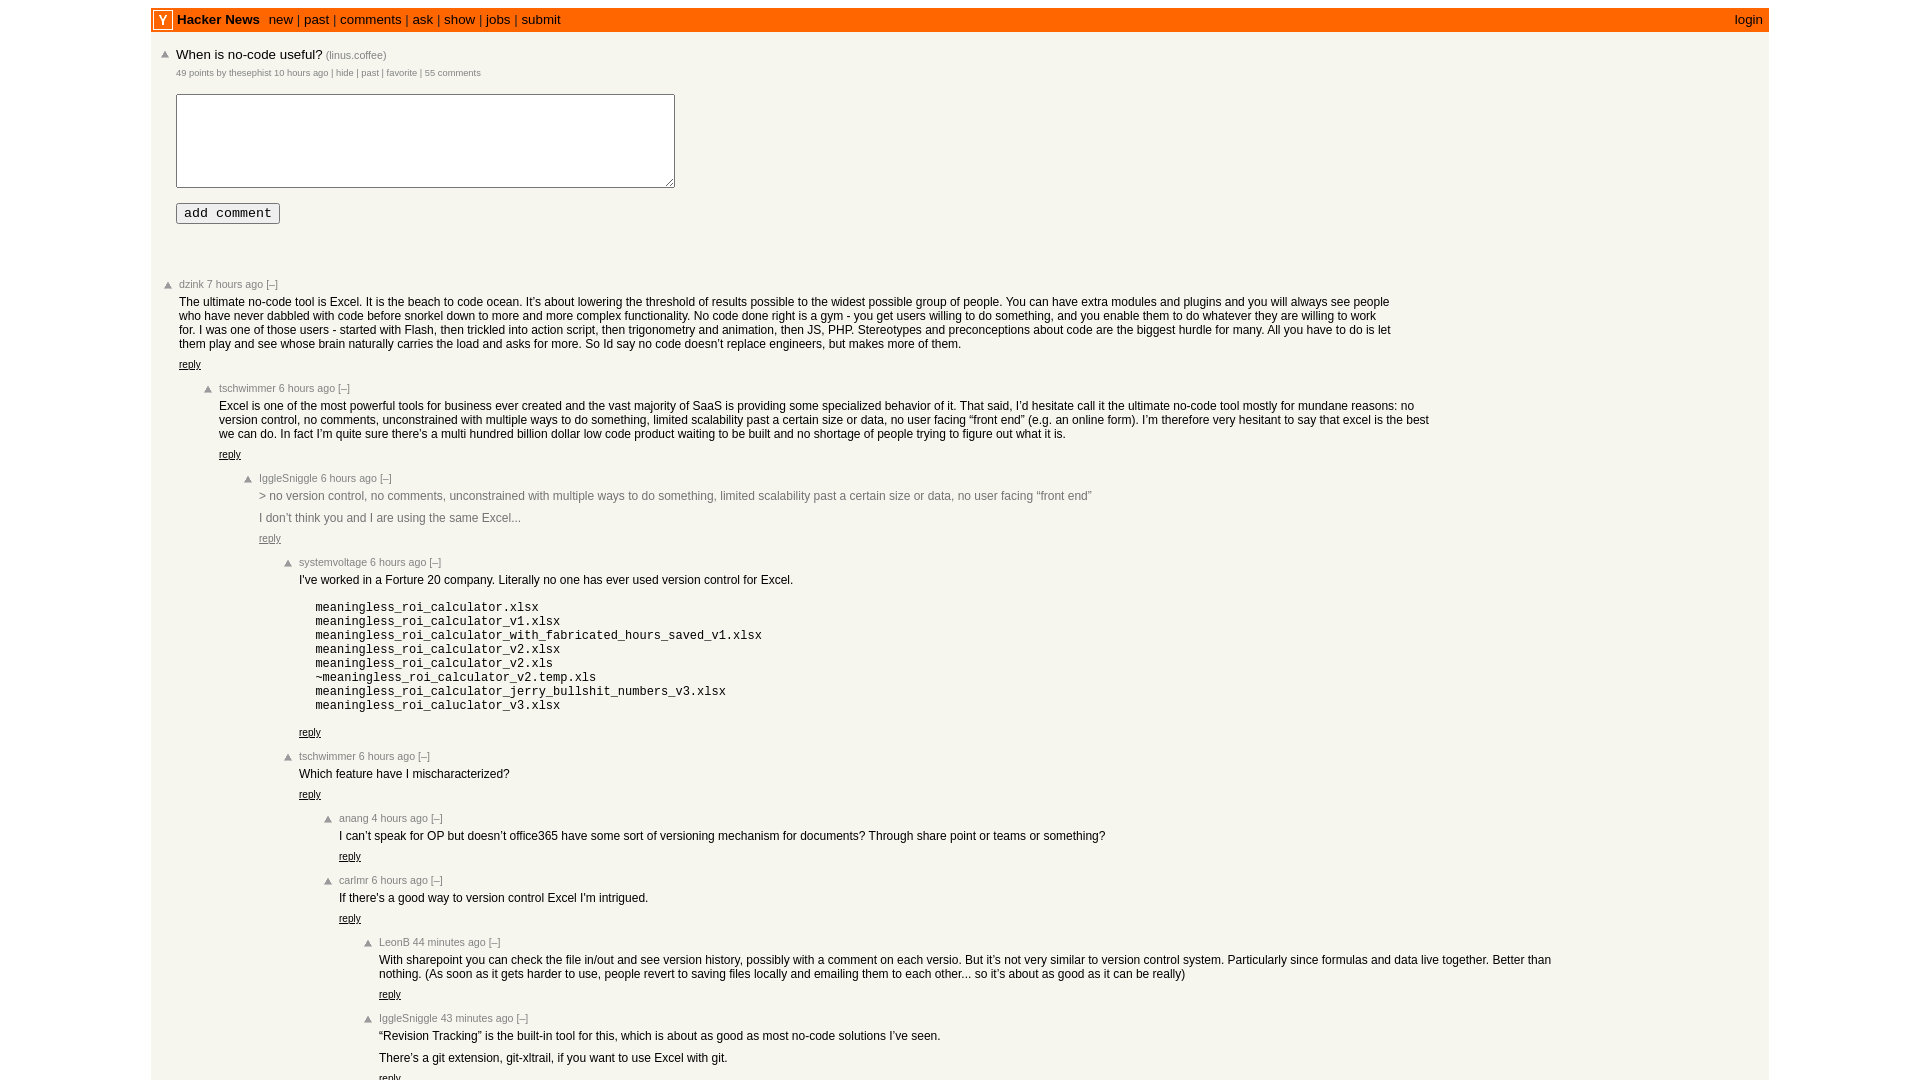 Y Hacker News new | past | comments | ask | show | jobs | submit login
When is no-code useful? (linus.coffee)
49 points by thesephist 10 hours ago | hide | past | favorite | 55 comments
add comment
dzink 7 hours ago [–]
The ultimate no-code tool is Excel. It is the beach to code ocean. It’s about lowering the threshold of results possible to the widest possible group of people. You can have extra modules and plugins and you will always see people
who have never dabbled with code before snorkel down to more and more complex functionality. No code done right is a gym - you get users willing to do something, and you enable them to do whatever they are willing to work
for. I was one of those users - started with Flash, then trickled into action script, then trigonometry and animation, then JS, PHP. Stereotypes and preconceptions about code are the biggest hurdle for many. All you have to do is let
them play and see whose brain naturally carries the load and asks for more. So Id say no code doesn’t replace engineers, but makes more of them.
reply
tschwimmer 6 hours ago [–]
Excel is one of the most powerful tools for business ever created and the vast majority of SaaS is providing some specialized behavior of it. That said, I’d hesitate call it the ultimate no-code tool mostly for mundane reasons: no
version control, no comments, unconstrained with multiple ways to do something, limited scalability past a certain size or data, no user facing “front end” (e.g. an online form). I’m therefore very hesitant to say that excel is the best
we can do. In fact I’m quite sure there’s a multi hundred billion dollar low code product waiting to be built and no shortage of people trying to figure out what it is.
reply
IggleSniggle 6 hours ago [–]
> no version control, no comments, unconstrained with multiple ways to do something, limited scalability past a certain size or data, no user facing “front end”
I don’t think you and I are using the same Excel...
reply
systemvoltage 6 hours ago [–]
I've worked in a Forture 20 company. Literally no one has ever used version control for Excel.
meaningless_roi_calculator.xlsx
meaningless_roi_calculator_v1.xlsx
meaningless_roi_calculator_with_fabricated_hours_saved_v1.xlsx
meaningless_roi_calculator_v2.xlsx
meaningless_roi_calculator_v2.xls
~meaningless_roi_calculator_v2.temp.xls
meaningless_roi_calculator_jerry_bullshit_numbers_v3.xlsx
meaningless_roi_caluclator_v3.xlsx
reply
tschwimmer 6 hours ago [–]
Which feature have I mischaracterized?
reply
anang 4 hours ago [–]
I can’t speak for OP but doesn’t office365 have some sort of versioning mechanism for documents? Through share point or teams or something?
reply
carlmr 6 hours ago [–]
If there's a good way to version control Excel I'm intrigued.
reply
LeonB 44 minutes ago [–]
With sharepoint you can check the file in/out and see version history, possibly with a comment on each versio. But it’s not very similar to version control system. Particularly since formulas and data live together. Better than
nothing. (As soon as it gets harder to use, people revert to saving files locally and emailing them to each other... so it’s about as good as it can be really)
reply
IggleSniggle 43 minutes ago [–]
“Revision Tracking” is the built-in tool for this, which is about as good as most no-code solutions I’ve seen.
There’s a git extension, git-xltrail, if you want to use Excel with git.
reply